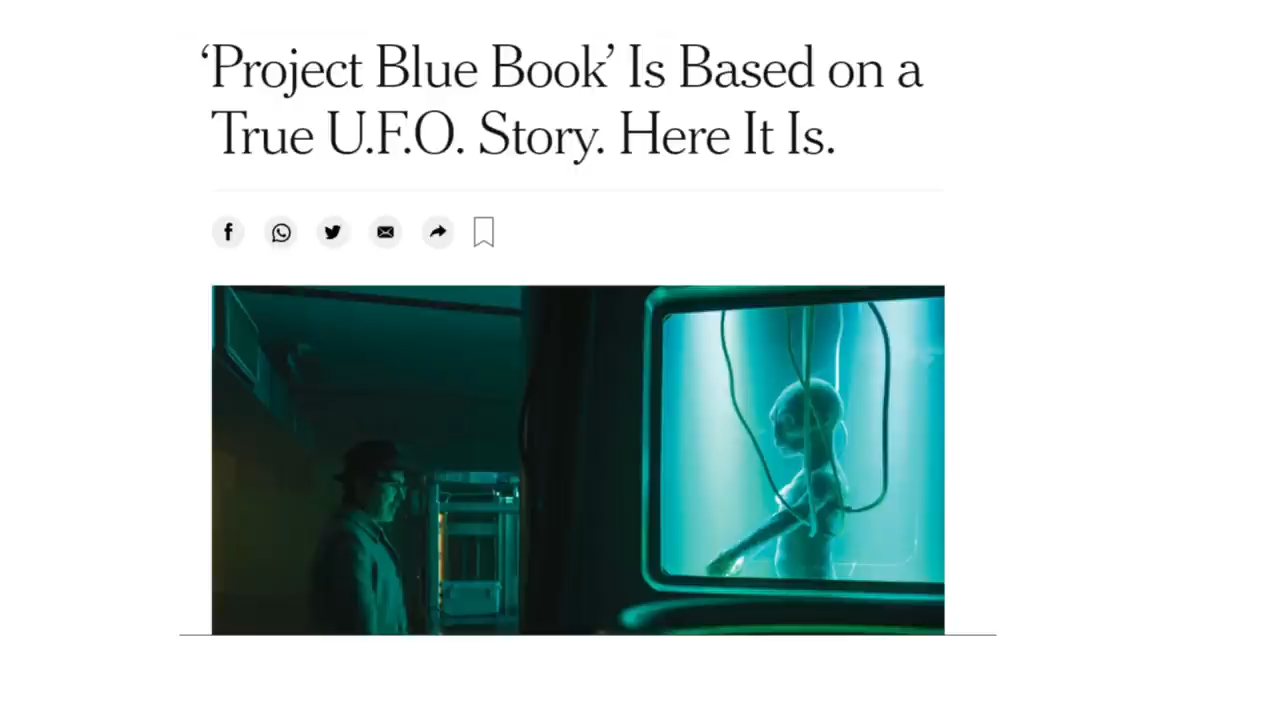 ‘Project Blue Book’ Is Based on a
True U.F.O. Story. Here It Is.